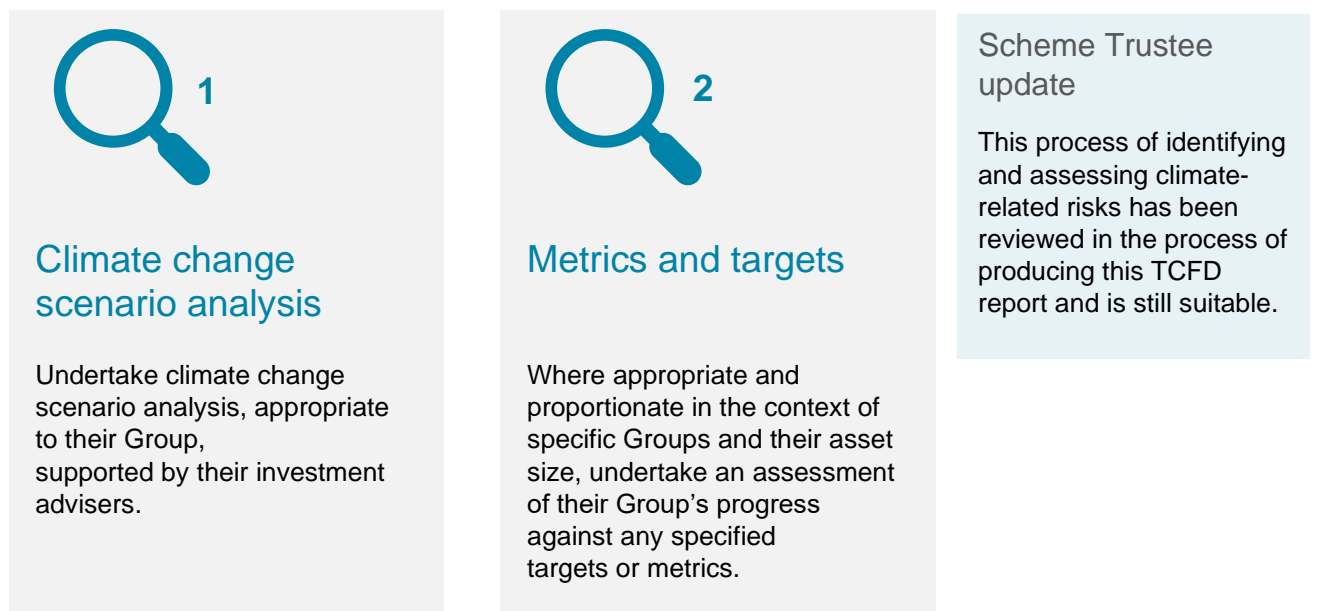 1
Climate change
scenario analysis
Undertake climate change
scenario analysis, appropriate
to their Group,
supported by their investment
advisers.
2
Metrics and targets
Where appropriate and
proportionate in the context of
specific Groups and their asset
size, undertake an assessment
of their Group’s progress
against any specified
targets or metrics.
Scheme Trustee
update
This process of identifying
and assessing climate-
related risks has been
reviewed in the process of
producing this TCFD
report and is still suitable.